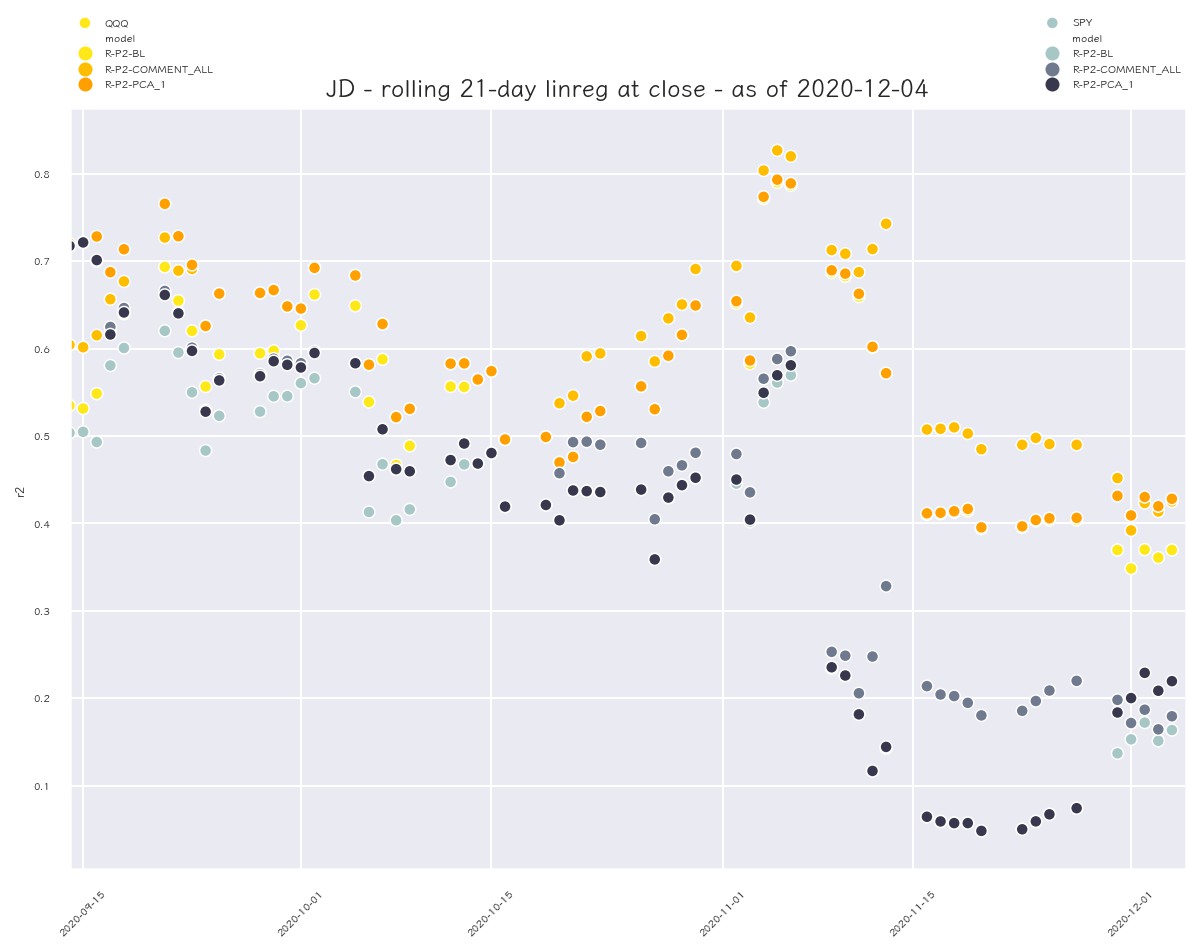 QQQ
model
R-P2-BL
R-P2-COMMENT_ALL
R-P2-PCA_1
SPY
model
R-P2-BL
R-P2-COMMENT_ALL
R-P2-PCA_1
JD - rolling 21-day linreg at close - as of 2020-12-04
0.8
0.7
0.6
0.5
0.4
0.3
0.2
0.1
r2
2020-09-15
2020-10-01
2020-10-15
2020-11-01
2020-11-15
2020-12-01